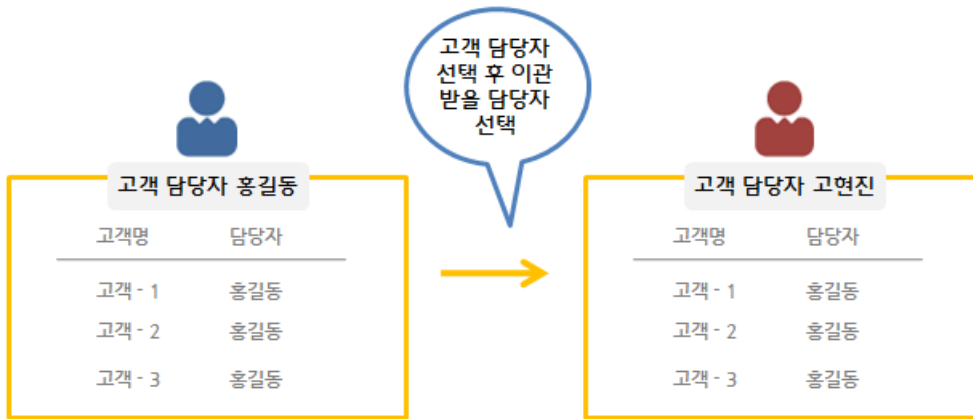 고객 담당자
선택 후 이관
받을 담당자
선택
고객 담당자 홍길동
고객명 담당자
고객 - 1 홍길동
고객 - 2 홍길동
고객 - 3 홍길동
고객 담당자 고현진
고객명 담당자
고객 - 1 홍길동
고객 - 2 홍길동
고객 - 3 홍길동